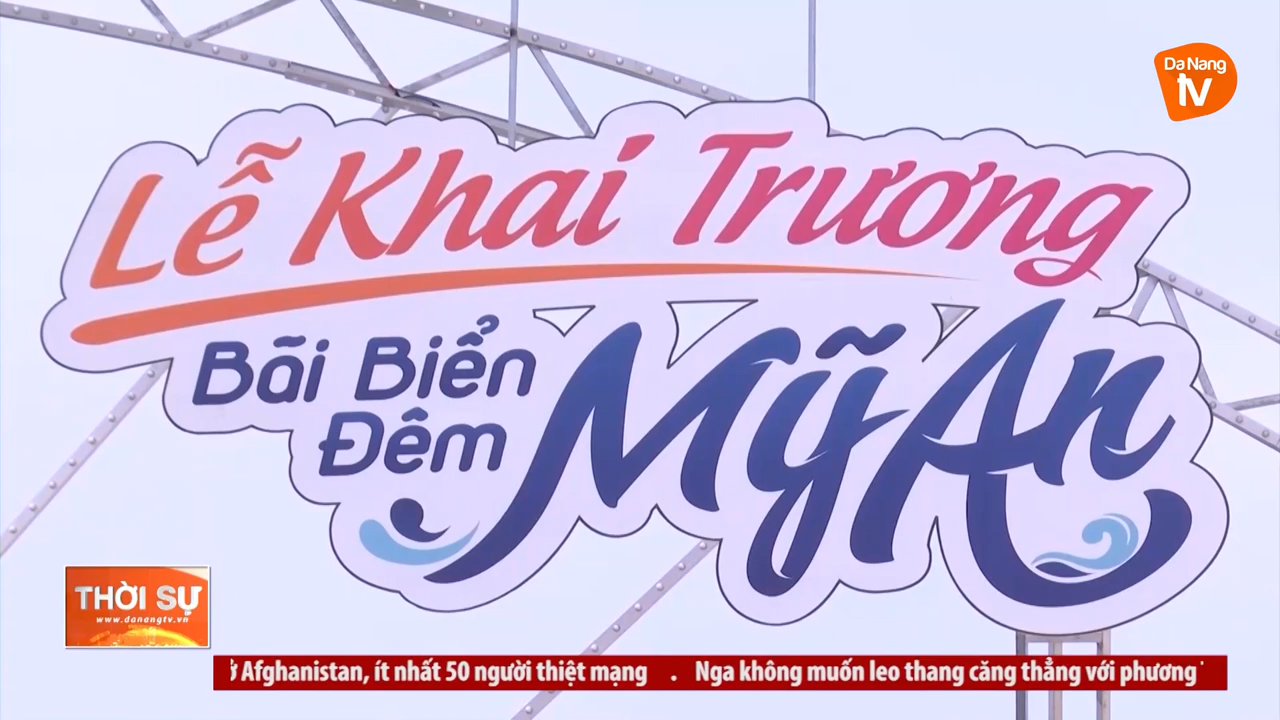 Da Nang
tv
Lễ Khai Trương
Bãi Biển
Đêm
Mỹ An
THỜI SỰ
www.danangtv.vn
Afghanistan, ít nhất 50 người thiệt mạng . Nga không muốn leo thang căng thẳng với phương